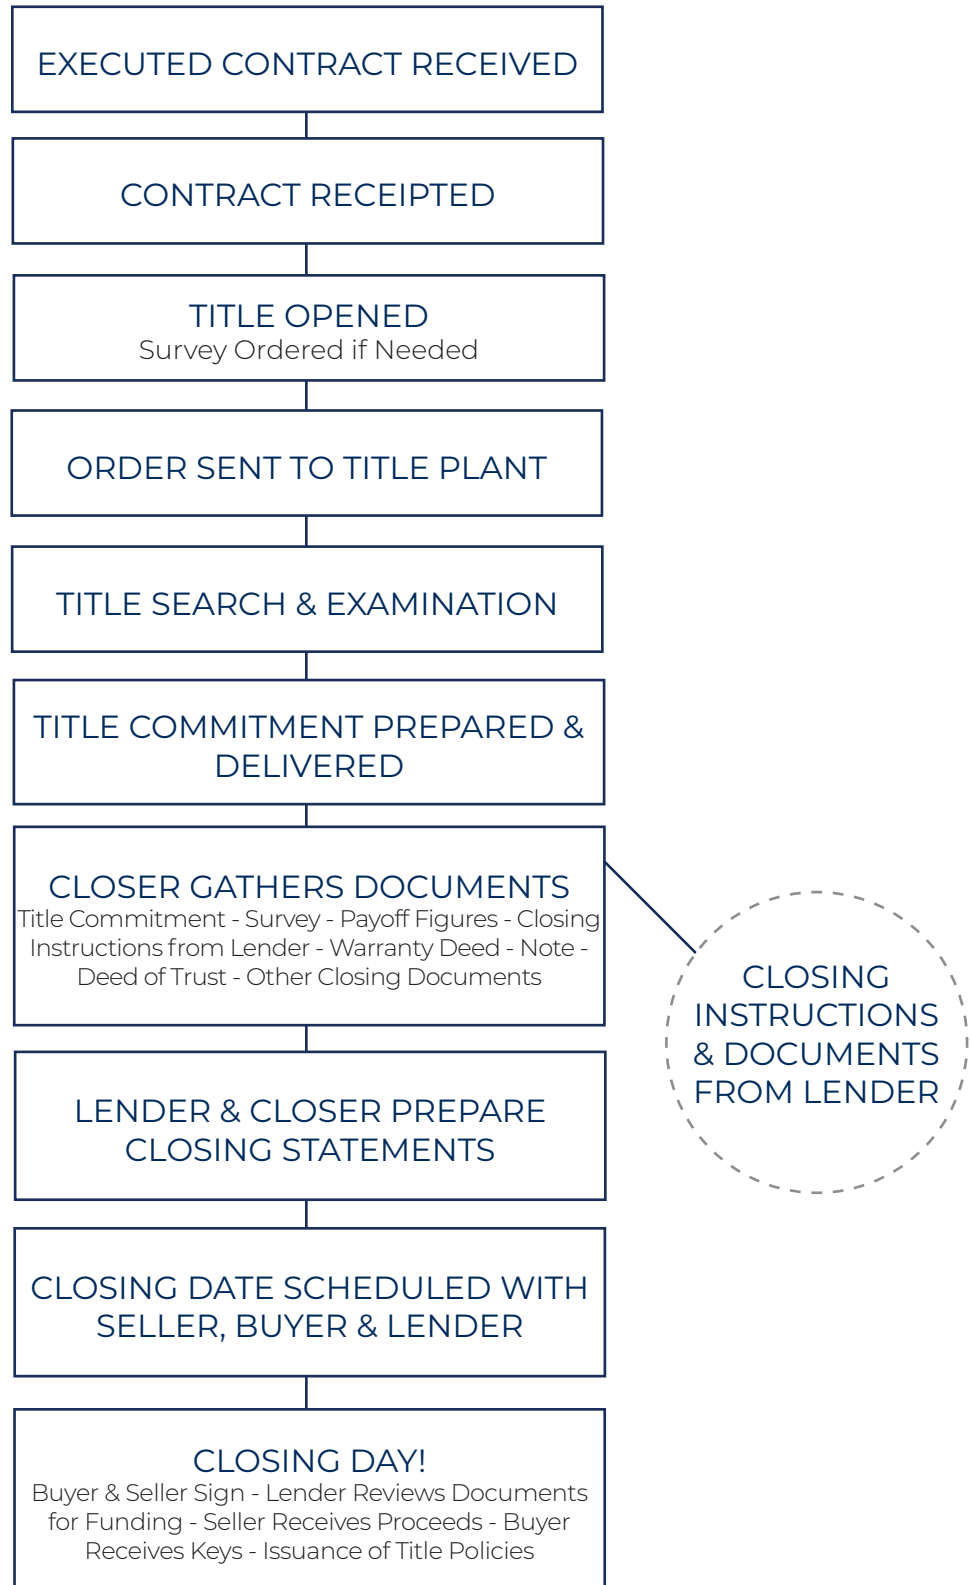 EXECUTED CONTRACT RECEIVED
CONTRACT RECEIPTED
TITLE OPENED
Survey Ordered if Needed
ORDER SENT TO TITLE PLANT
TITLE SEARCH & EXAMINATION
TITLE COMMITMENT PREPARED &
DELIVERED
CLOSER GATHERS DOCUMENTS
Title Commitment - Survey - Payoff Figures - Closing
Instructions from Lender - Warranty Deed - Note -
Deed of Trust - Other Closing Documents
CLOSING
INSTRUCTIONS
& DOCUMENTS
FROM LENDER
LENDER & CLOSER PREPARE
CLOSING STATEMENTS
CLOSING DATE SCHEDULED WITH
SELLER, BUYER & LENDER
CLOSING DAY!
Buyer & Seller Sign - Lender Reviews Documents
for Funding - Seller Receives Proceeds - Buyer
Receives Keys - Issuance of Title Policies